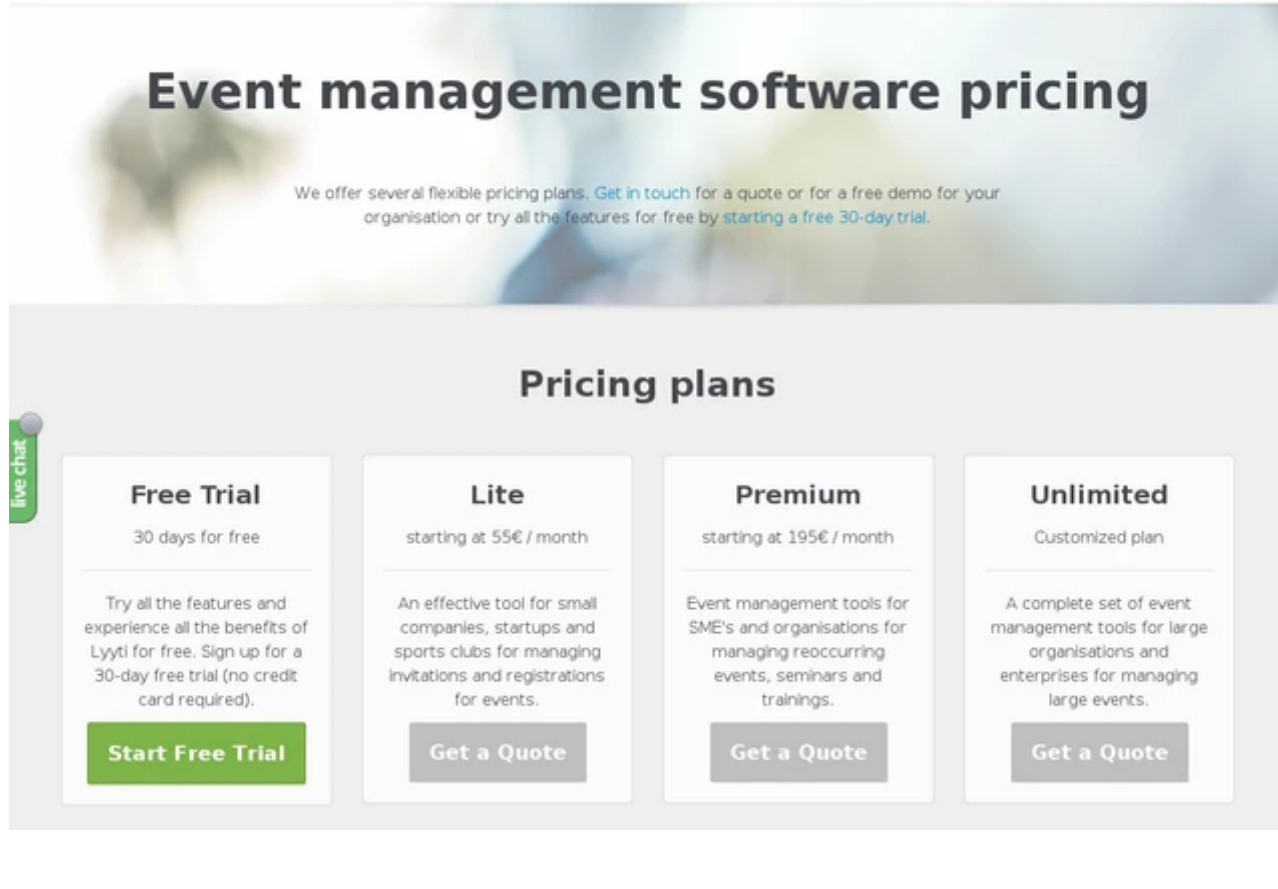 Event management software pricing
We offer several flexible pricing plans. Get in touch for a quote or for a free demo for your
organisation or try all the features for free by starting a free 30-day trial.
Pricing plans
live chat
Free Trial
30 days for free
Try all the features and
experience all the benefits of
Lyyti for free. Sign up for a
30-day free trial (no credit
card required).
Start Free Trial
Lite
starting at 55€ / month
An effective tool for small
companies, startups and
sports clubs for managing
invitations and registrations
for events.
Get a Quote
Premium
starting at 195€ / month
Event management tools for
SME's and organisations for
managing reoccurring
events, seminars and
trainings.
Get a Quote
Unlimited
Customized plan
A complete set of event
management tools for large
organisations and
enterprises for managing
large events.
Get a Quote